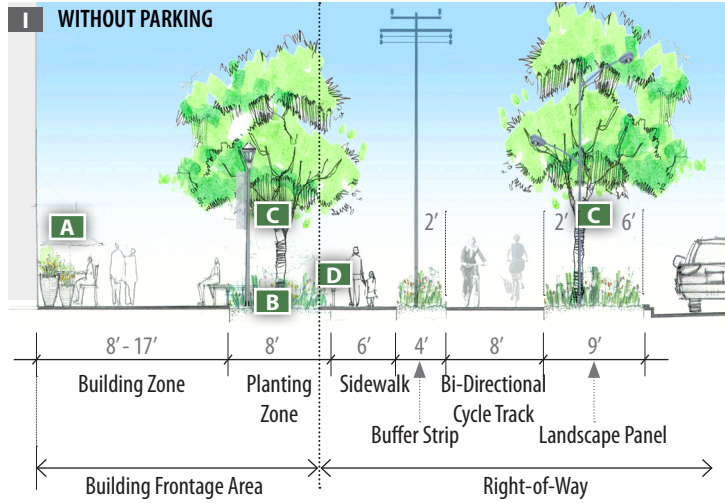 I WITHOUT PARKING
C
C
A
2’ 2’ 6’
D
B
8’ - 17’ 8’ 6’ 4’ 8’ 9’
Building Zone
Planting
Zone
Sidewalk
Buffer Strip
Bi-Directional
Cycle Track
Landscape Panel
Building Frontage Area
Right-of-Way